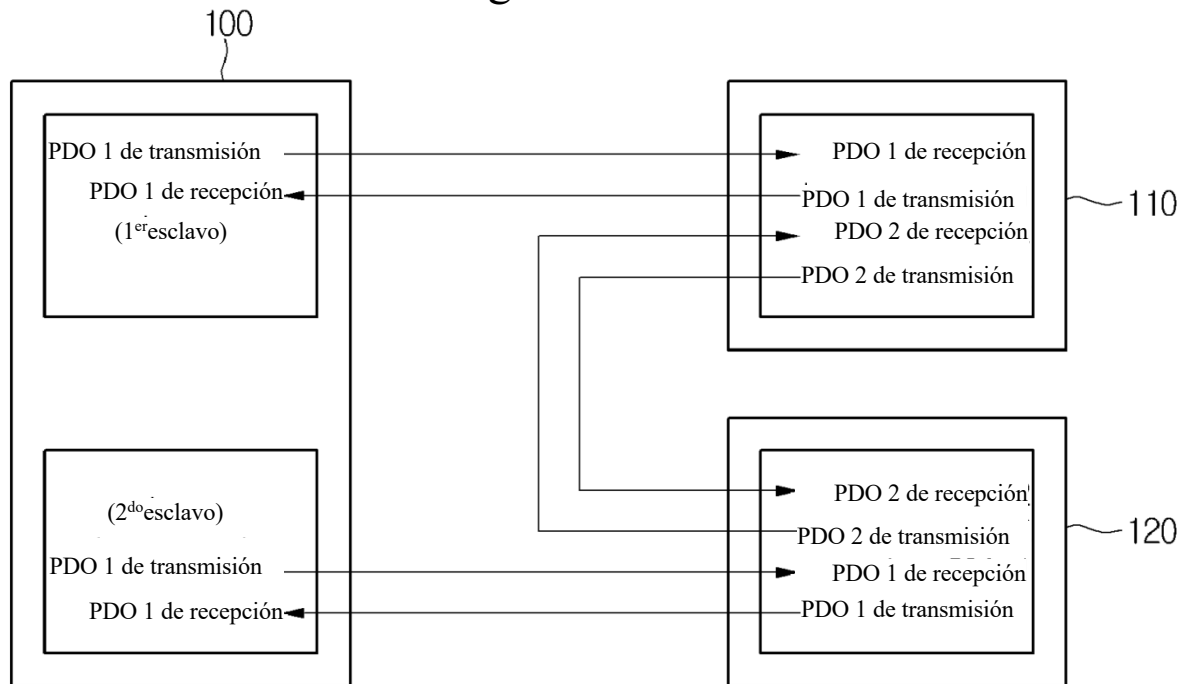 100
PDO 1 de transmisión
PDO 1 de recepción
(1er esclavo)
PDO 1 de recepción
PDO 1 de transmisión
PDO 2 de recepción
PDO 2 de transmisión
110
(2do esclavo)
PDO 1 de transmisión
PDO 1 de recepción
PDO 2 de recepción
PDO 2 de transmisión
PDO 1 de recepción
PDO 1 de transmisión
120